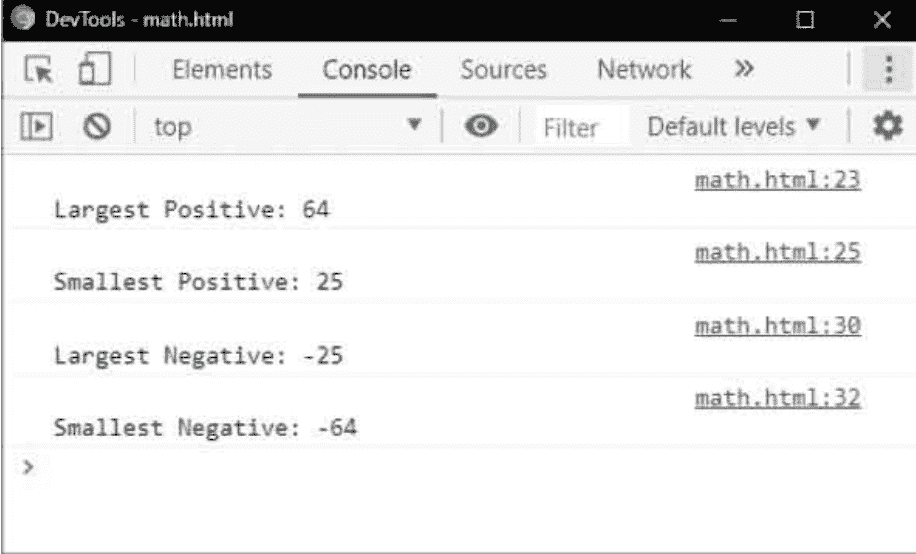 DevTools - math.html
Elements Console Sources Network »
top ▼ Filter Default levels ▼
math.html:23
Largest Positive: 64
math.html:25
Smallest Positive: 25
math.html:30
Largest Negative: -25
math.html:32
Smallest Negative: -64
>